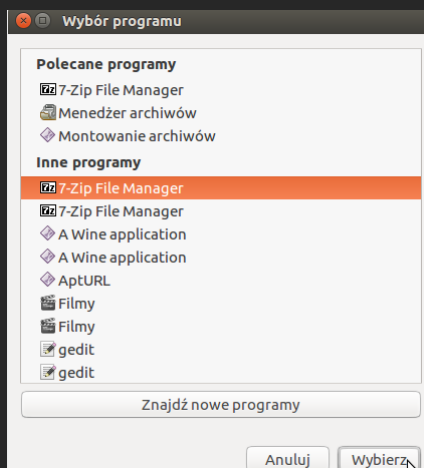 Wybór programu
Polecane programy
7-Zip File Manager
Menedżer archiwów
Montowanie archiwów
Inne programy
7-Zip File Manager
7-Zip File Manager
A Wine application
A Wine application
AptURL
Filmy
Filmy
gedit
gedit
Znajdź nowe programy
Anuluj Wybierz